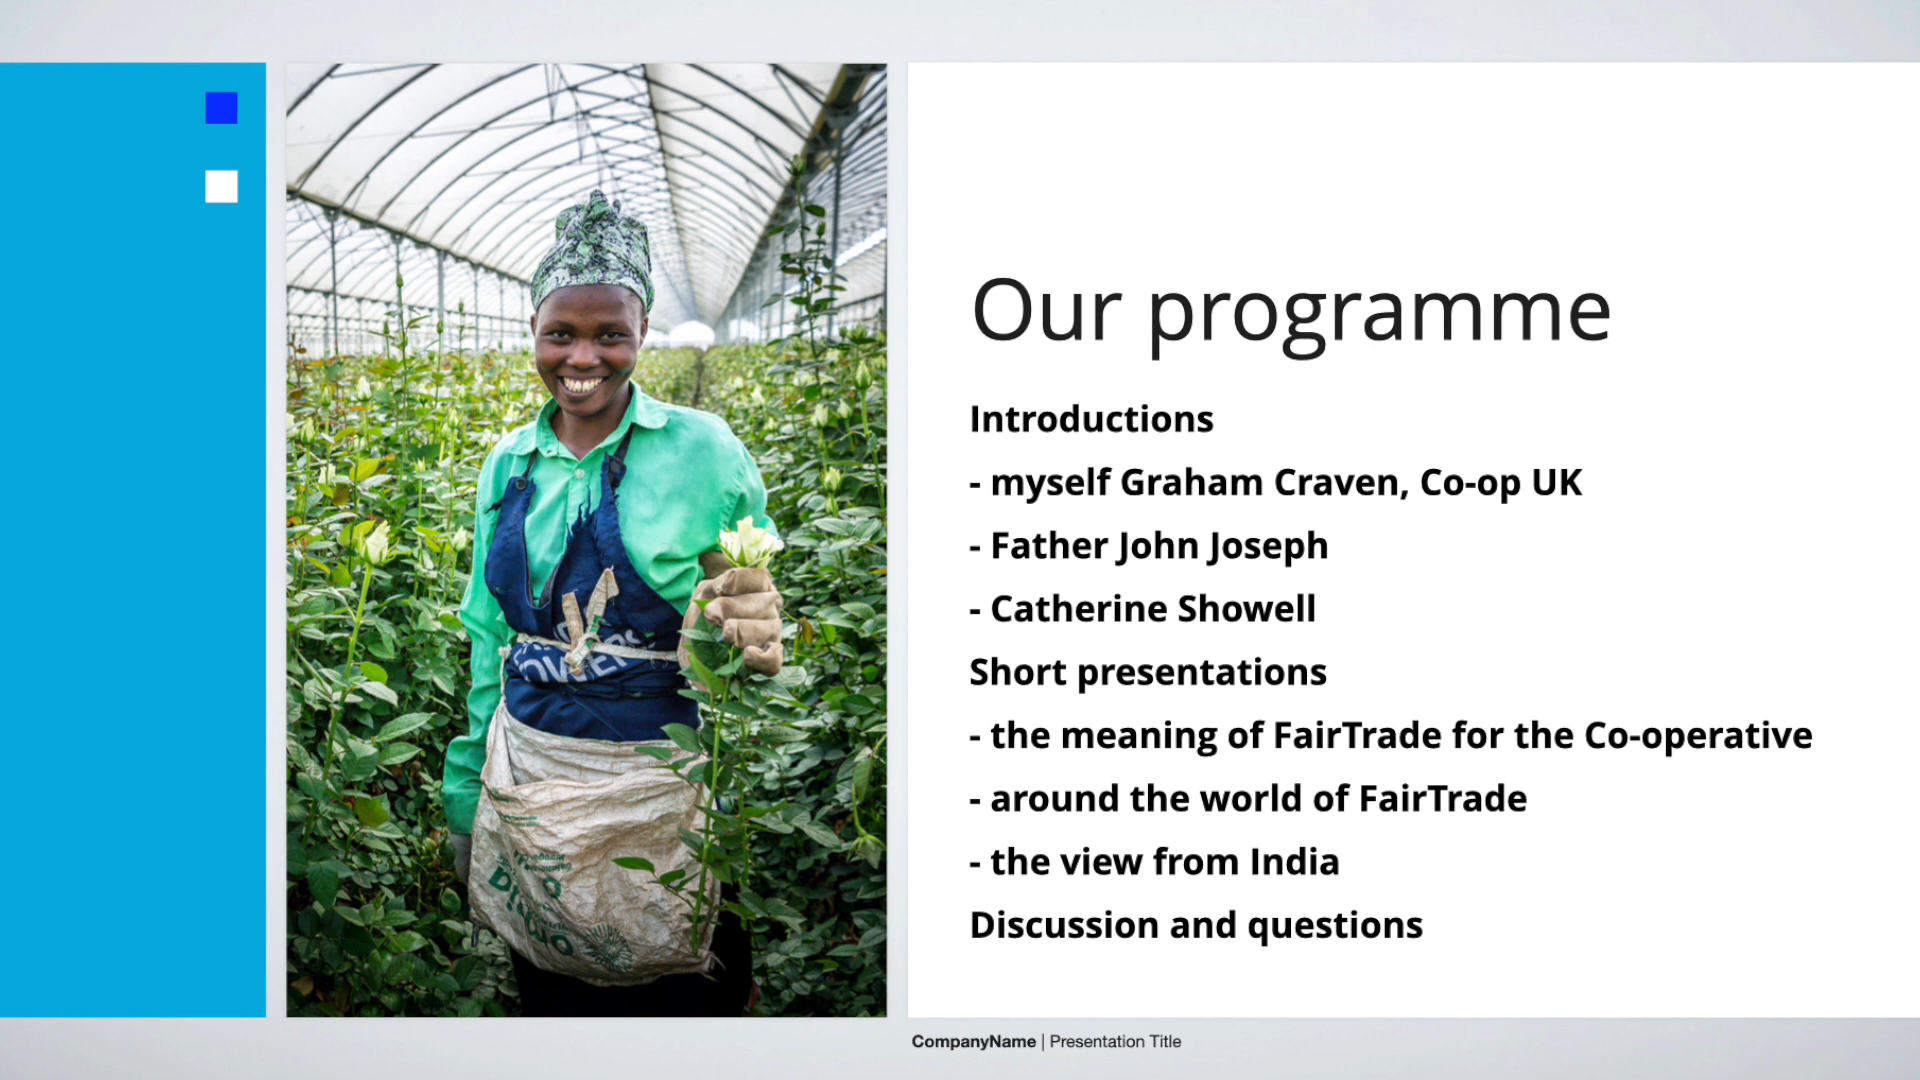 Our programme
Introductions
- myself Graham Craven, Co-op UK
- Father John Joseph
- Catherine Showell
Short presentations
- the meaning of FairTrade for the Co-operative
- around the world of FairTrade
- the view from India
Discussion and questions
CompanyName | Presentation Title